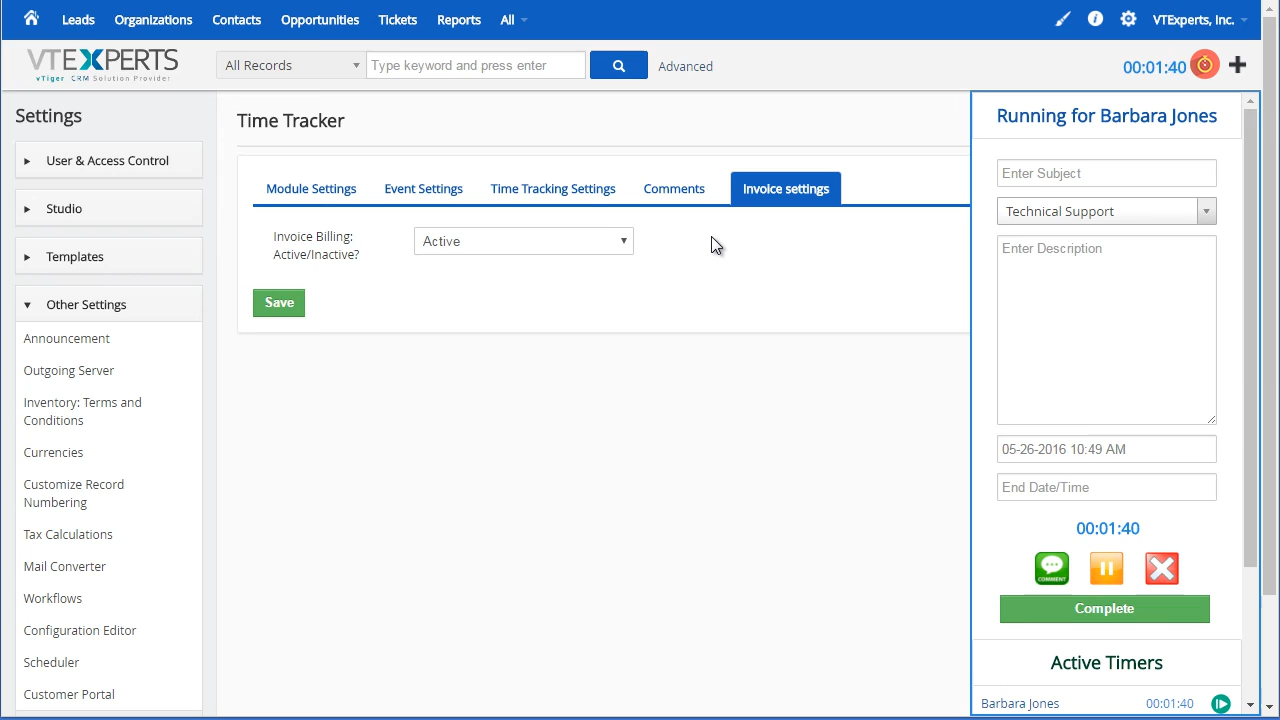 Leads Organizations Contacts Opportunities Tickets Reports All VTExperts, Inc.
VTEXPERTS
vTiger CRM Solution Provider
All Records Type keyword and press enter Advanced 00:01:40
Settings
User & Access Control
Studio
Templates
Other Settings
Announcement
Outgoing Server
Inventory: Terms and
Conditions
Currencies
Customize Record
Numbering
Tax Calculations
Mail Converter
Workflows
Configuration Editor
Scheduler
Customer Portal
Time Tracker
Module Settings Event Settings Time Tracking Settings Comments Invoice settings
Invoice Billing:
Active/Inactive?
Active
Save
Running for Barbara Jones
Enter Subject
Technical Support
Enter Description
05-26-2016 10:49 AM
End Date/Time
00:01:40
COMMENT
Complete
Active Timers
Barbara Jones 00:01:40